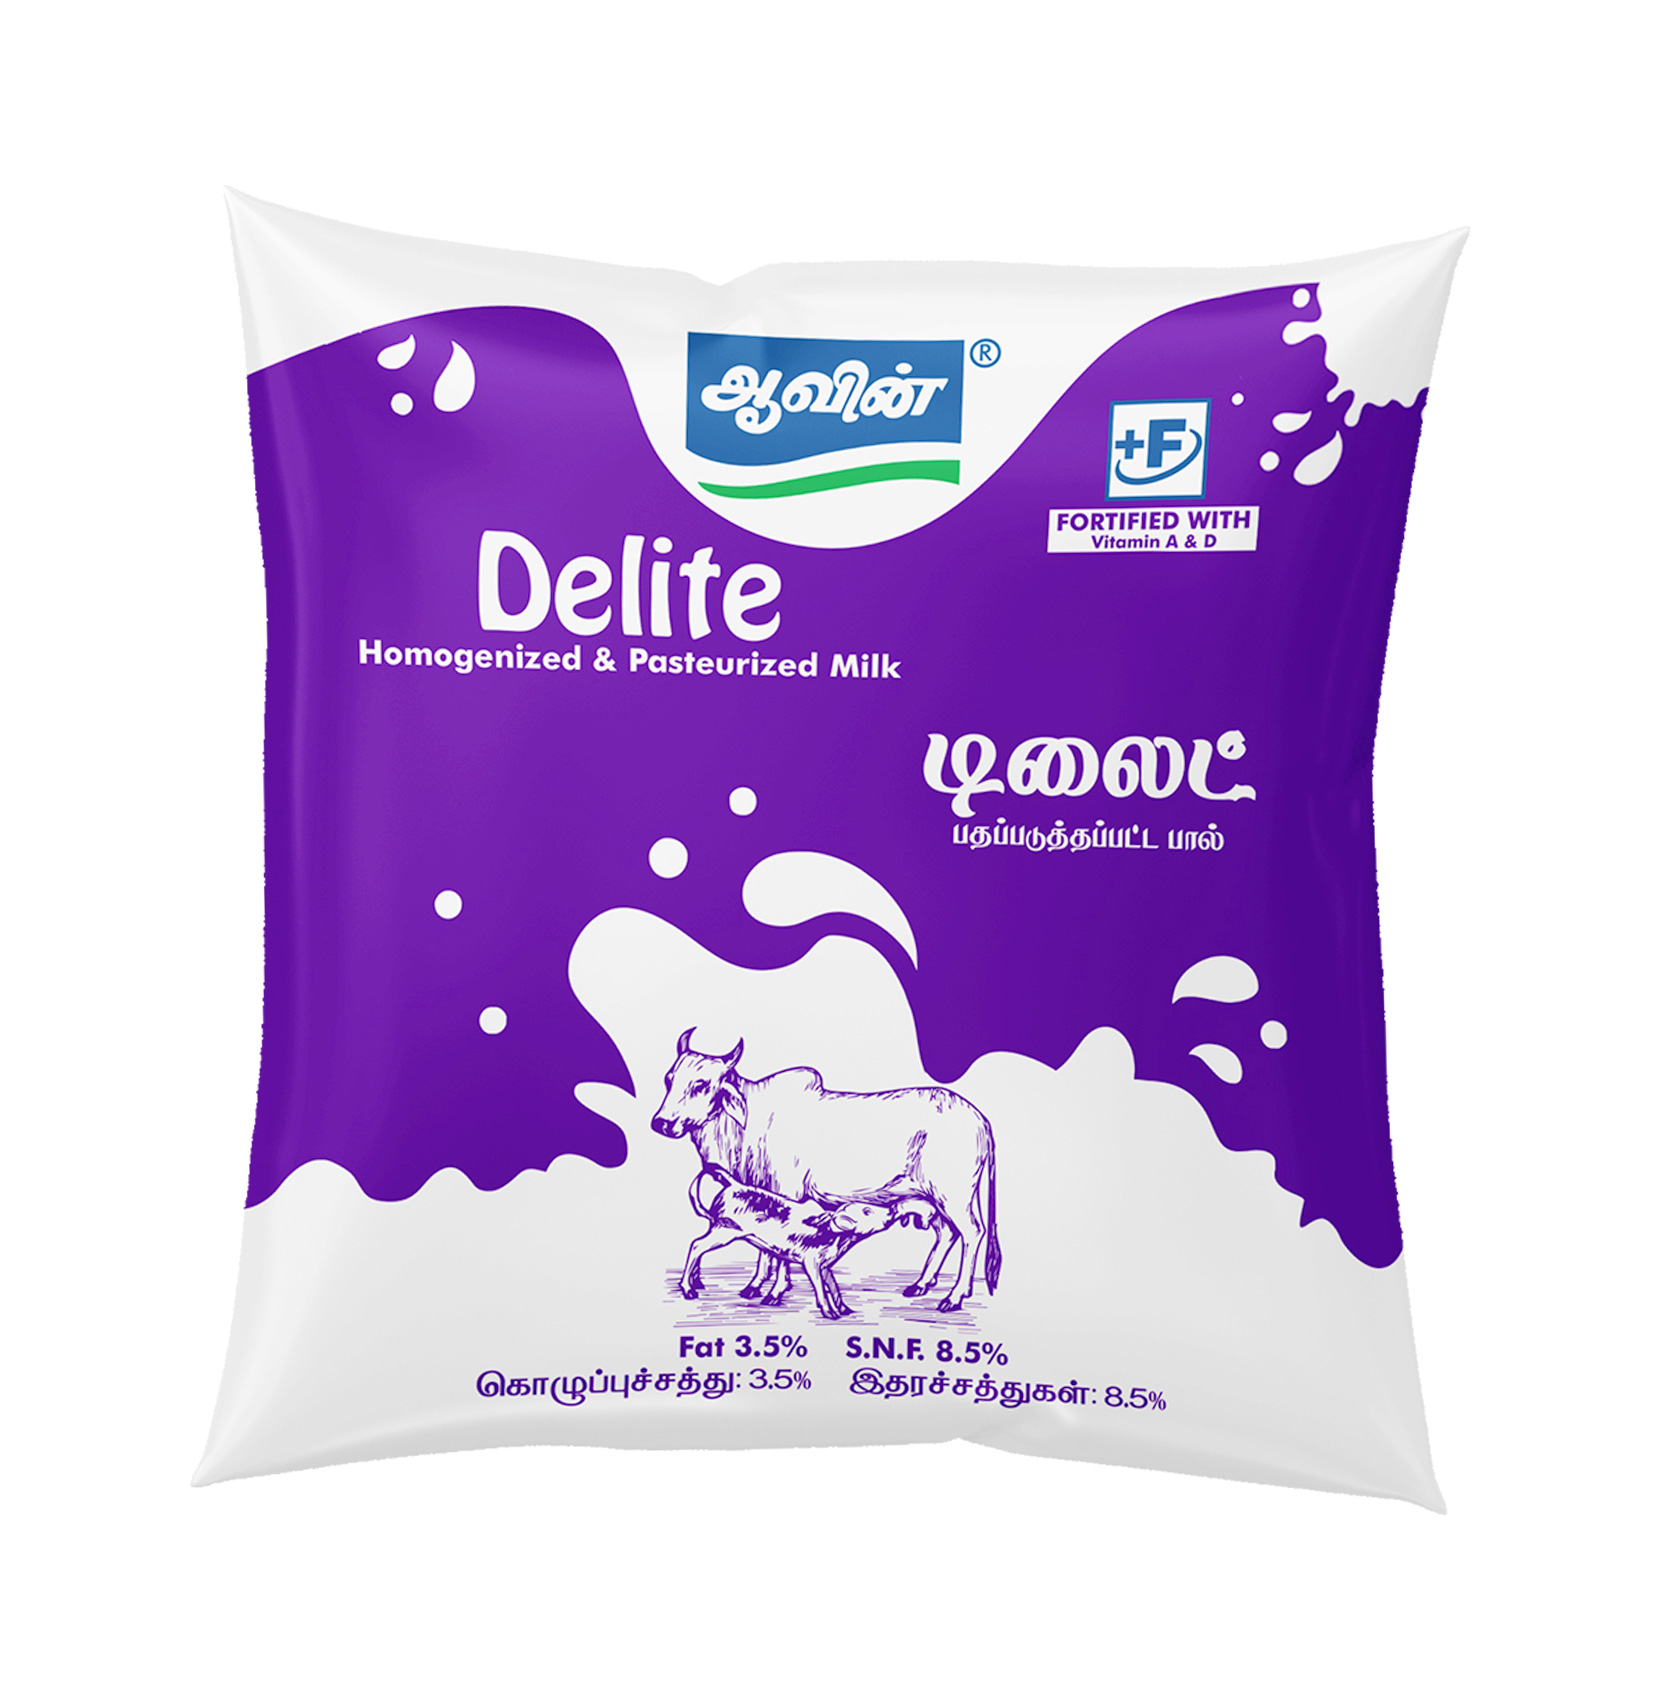 ஆவின் ®
+F
FORTIFIED WITH
Vitamin A & D
Delite
Homogenized & Pasteurized Milk
டிலைட்
பதப்படுத்தப்பட்ட பால்
Fat 3.5% S.N.F. 8.5%
கொழுப்புச்சத்து: 3.5% இதரச்சத்துகள்: 8.5%